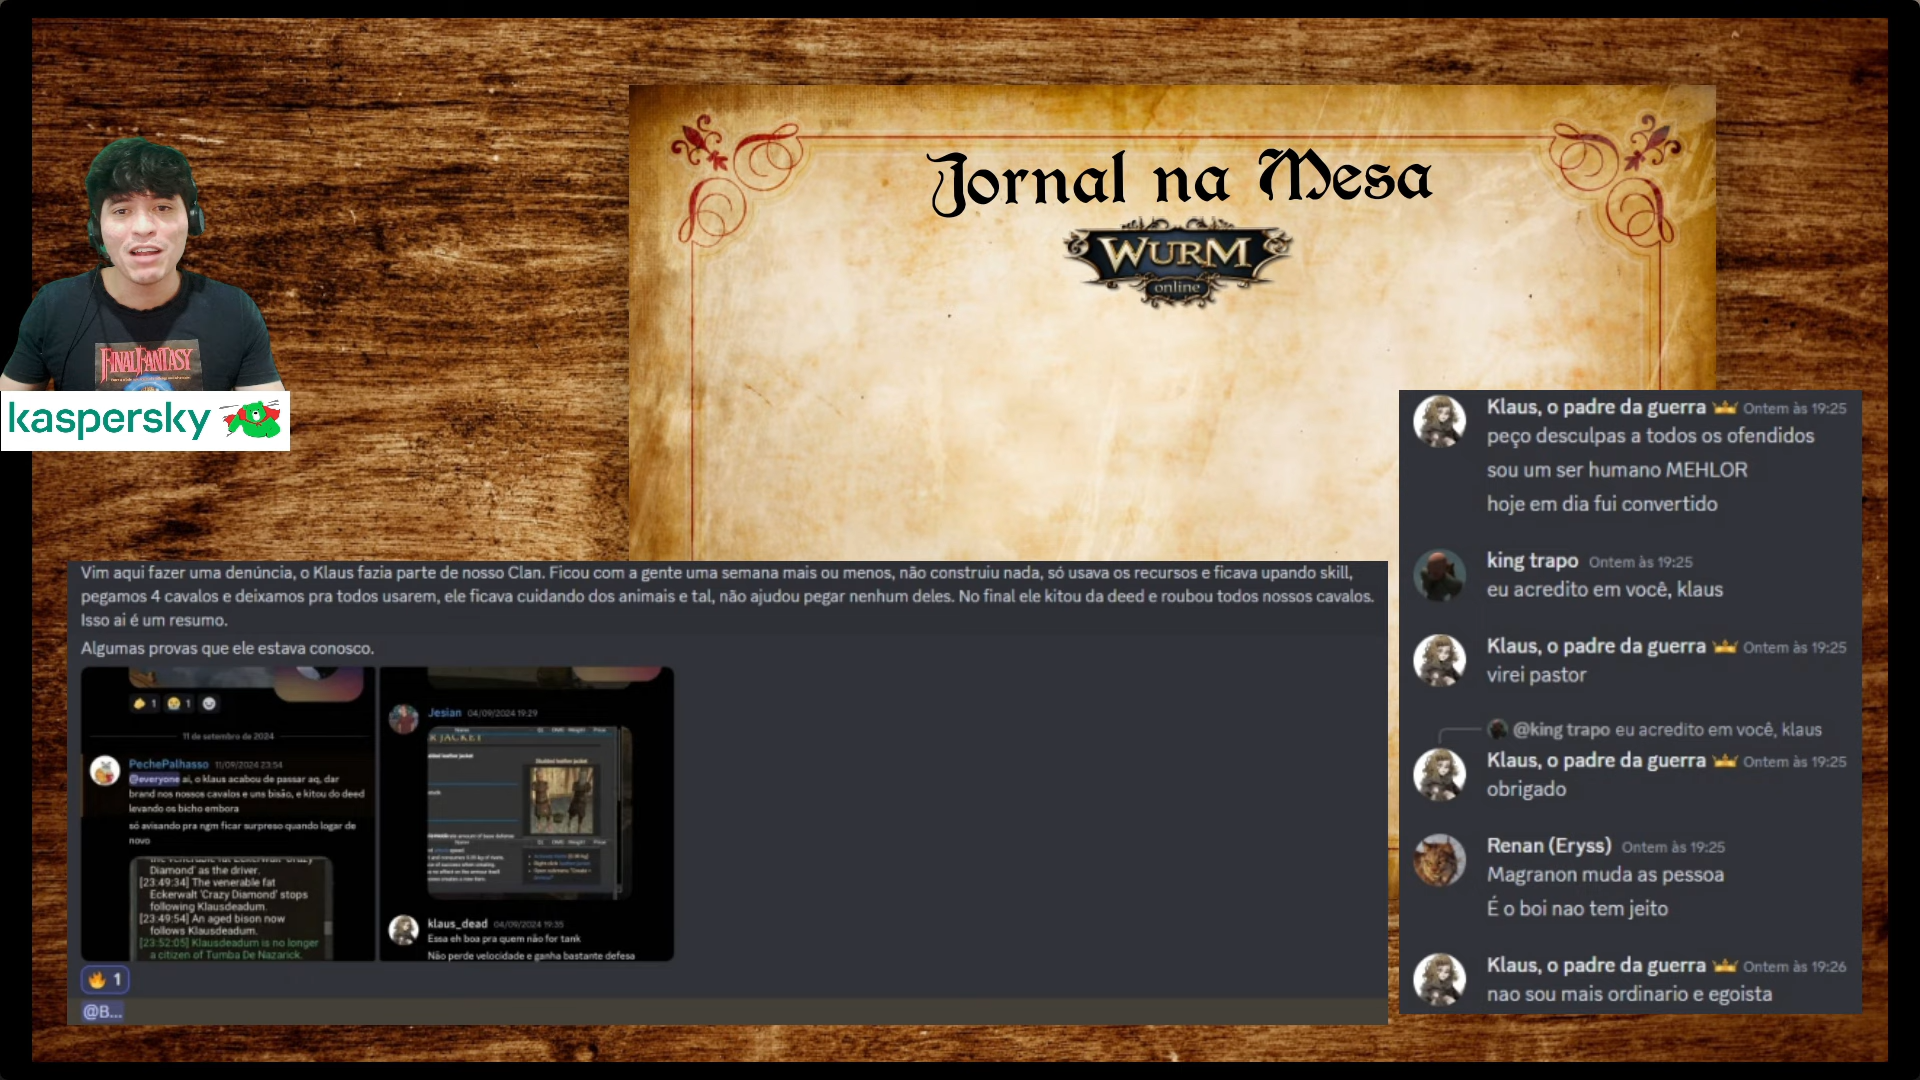 Jornal na Mesa
WURM
online
FINAL FANTASY
kaspersky
Vim aqui fazer uma denúncia, o Klaus fazia parte de nosso Clan. Ficou com a gente uma semana mais ou menos, não construiu nada, só usava os recursos e ficava upando skill,
pegamos 4 cavalos e deixamos pra todos usarem, ele ficava cuidando dos animais e tal, não ajudou pegar nenhum deles. No final ele kitou da deed e roubou todos nossos cavalos.
Isso ai é um resumo.
Algumas provas que ele estava conosco.
1 1
11 de setembro de 2024
PechePalhasso 11/09/2024 23:54
@everyone ai, o klaus acabou de passar aq, dar
brand nos nossos cavalos e uns bisão, e kitou do deed
levando os bicho embora
só avisando pra ngm ficar surpreso quando logar de
novo
the venerable fat Eckerwalt 'Crazy
Diamond' as the driver.
[23:49:34] The venerable fat
Eckerwalt 'Crazy Diamond' stops
following Klausdeadum.
[23:49:54] An aged bison now
follows Klausdeadum.
[23:52:05] Klausdeadum is no longer
a citizen of Tumba De Nazarick.
Jesian 04/09/2024 19:29
R JACKET
klaus_dead 04/09/2024 19:35
Essa eh boa pra quem não for tank
Não perde velocidade e ganha bastante defesa
1
@B...
Klaus, o padre da guerra Ontem às 19:25
peço desculpas a todos os ofendidos
sou um ser humano MEHLOR
hoje em dia fui convertido
king trapo Ontem às 19:25
eu acredito em você, klaus
Klaus, o padre da guerra Ontem às 19:25
virei pastor
@king trapo eu acredito em você, klaus
Klaus, o padre da guerra Ontem às 19:25
obrigado
Renan (Eryss) Ontem às 19:25
Magranon muda as pessoa
É o boi nao tem jeito
Klaus, o padre da guerra Ontem às 19:26
nao sou mais ordinario e egoista